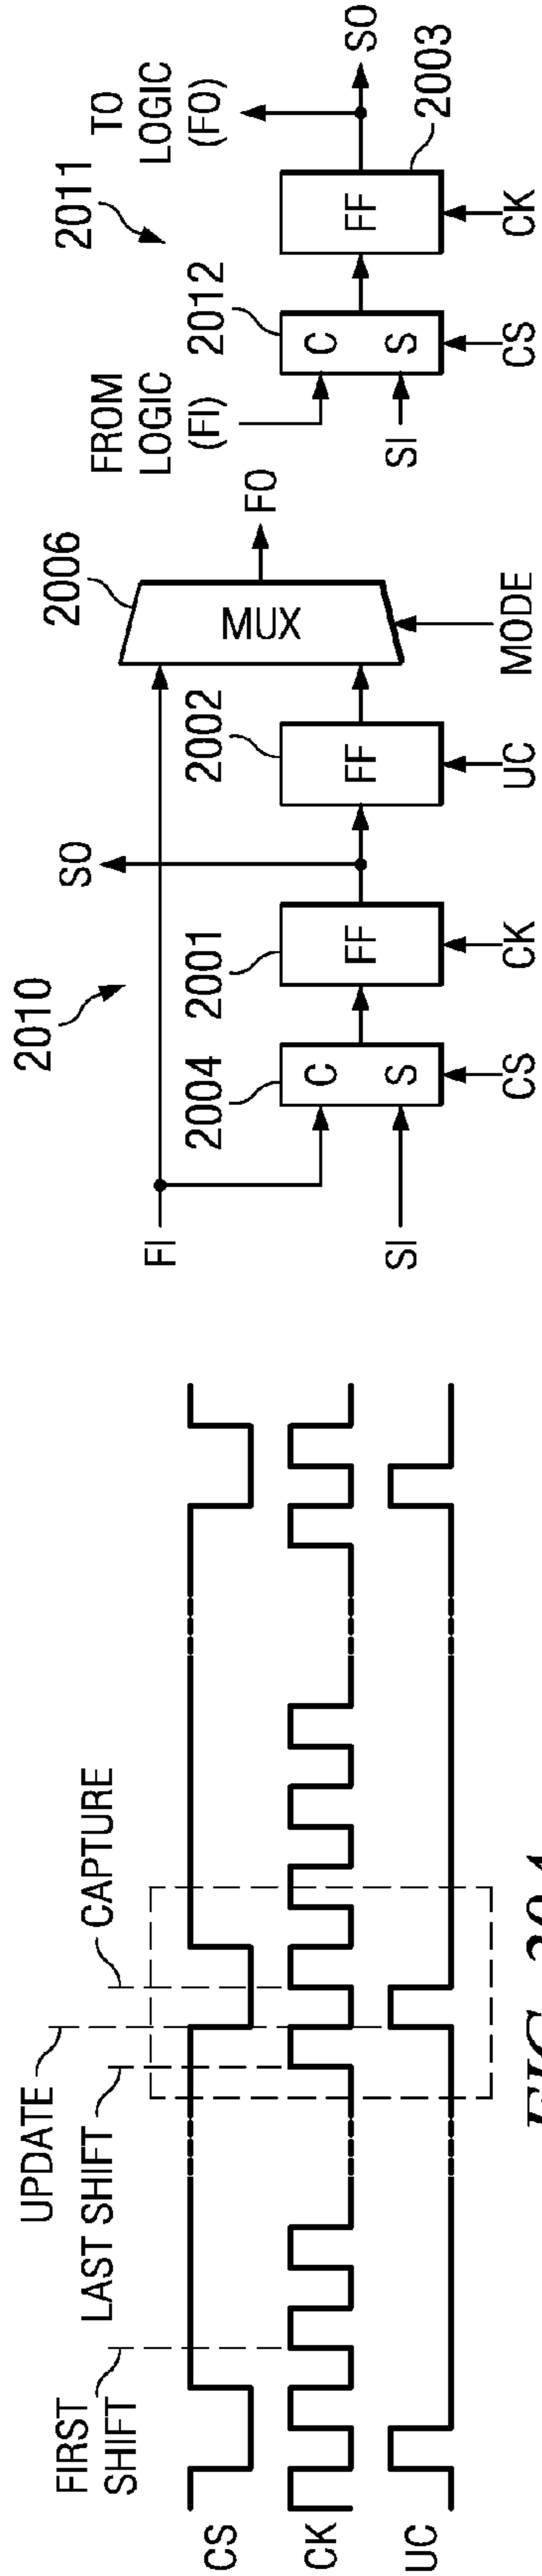 FIRST
SHIFT
LAST SHIFT
UPDATE
CAPTURE
CS
CK
UC
2010
SO
FI
SI
2004
C
S
CS
2001
FF
CK
2002
FF
UC
2006
MUX
MODE
FO
2011
FROM
LOGIC
(FI)
SI
2012
C
S
CS
FF
CK
2003
TO
LOGIC
(FO)
SO